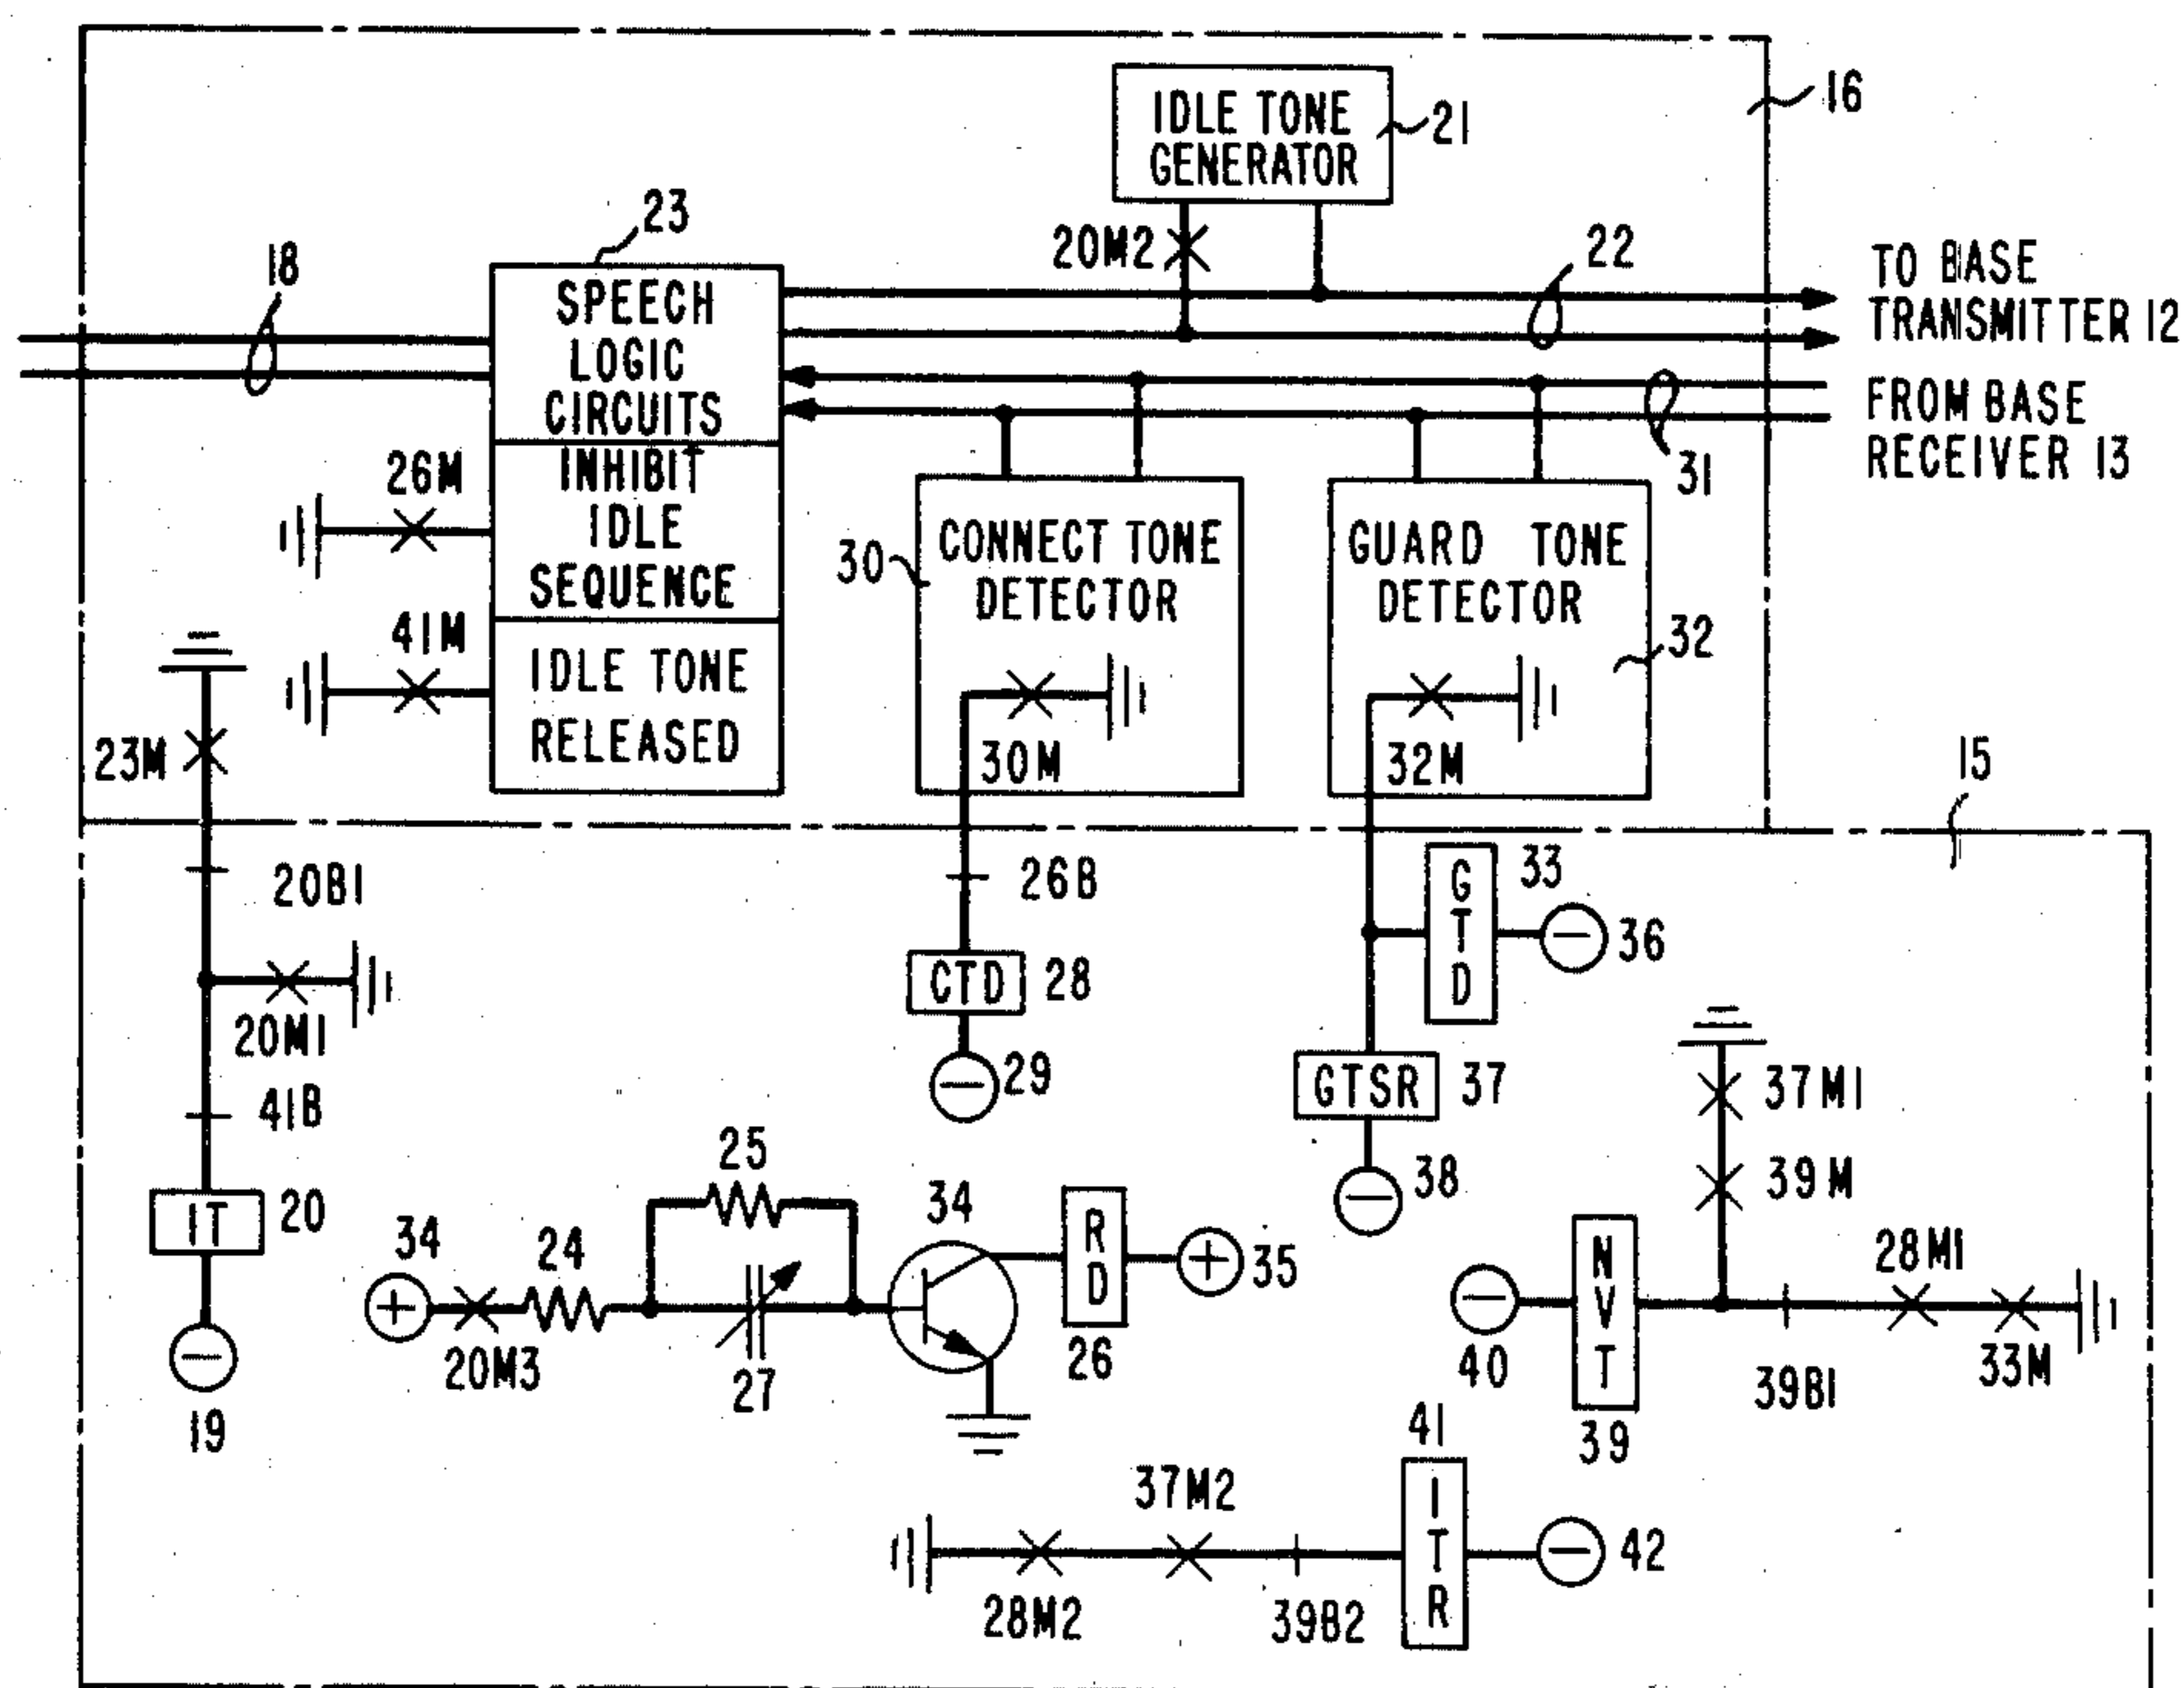 16
IDLE TONE
GENERATOR
21
23
20M2
22
18
SPEECH
LOGIC
CIRCUITS
TO BASE
TRANSMITTER 12
FROM BASE
RECEIVER 13
31
26M
INHIBIT
IDLE
SEQUENCE
30
CONNECT TONE
DETECTOR
GUARD TONE
DETECTOR
32
41M
IDLE TONE
RELEASED
23M
30M
32M
15
20B1
26B
G
T
D
33
36
20M1
CTD
28
29
41B
GTSR
37
38
37M1
39M
IT
20
19
34
24
25
20M3
27
34
R
D
26
35
40
N
V
T
39
28M1
39B1
33M
41
37M2
I
T
R
42
28M2
39B2